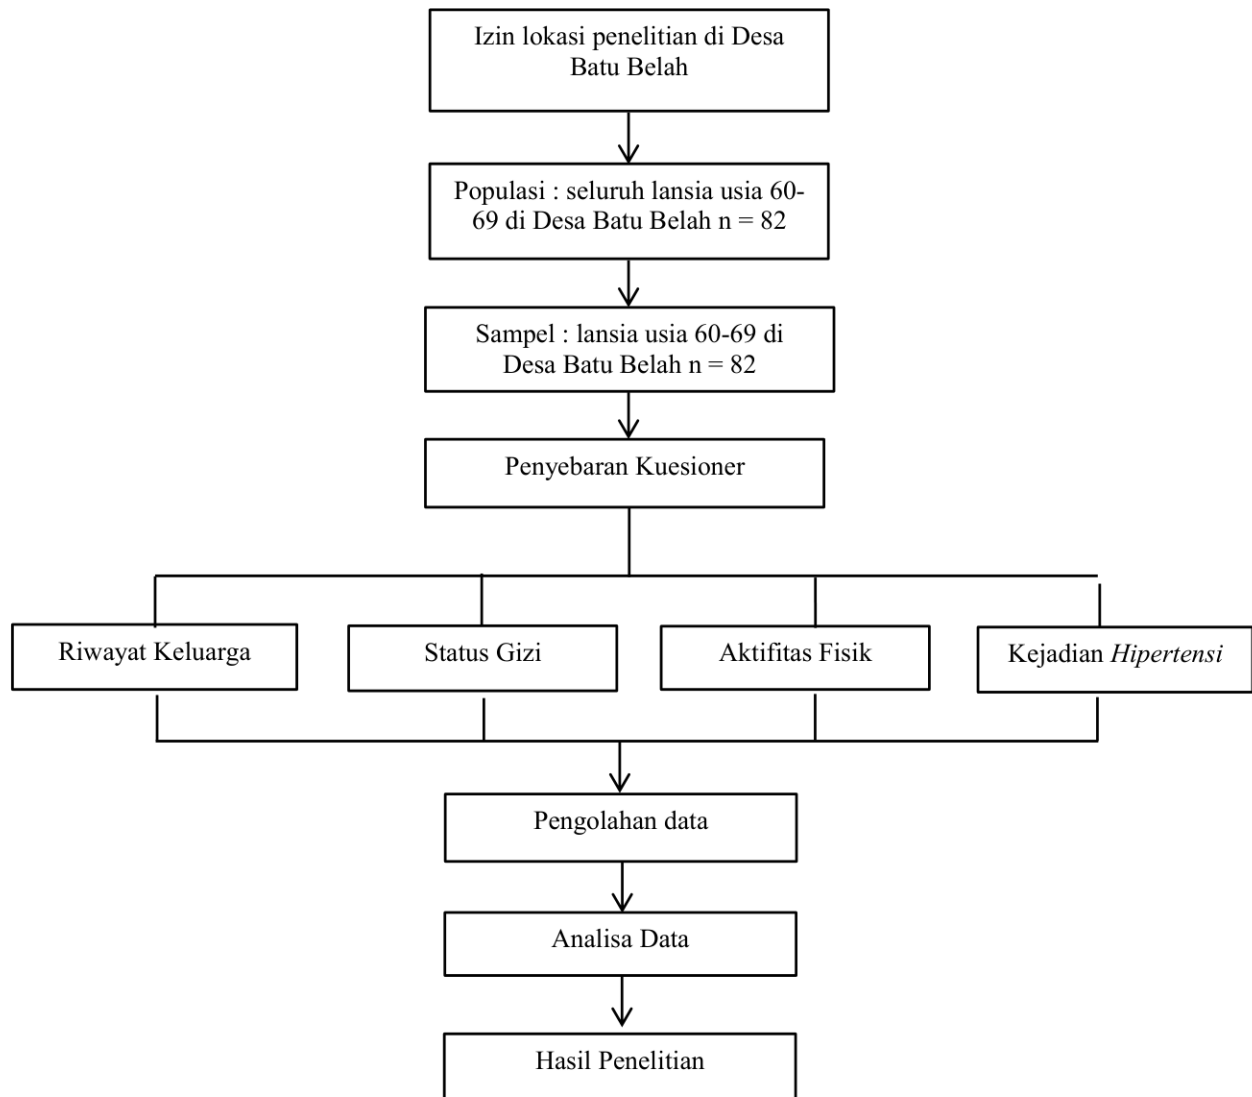 Izin lokasi penelitian di Desa
Batu Belah
Populasi : seluruh lansia usia 60-
69 di Desa Batu Belah n = 82
Sampel : lansia usia 60-69 di
Desa Batu Belah n = 82
Penyebaran Kuesioner
Riwayat Keluarga
Status Gizi
Aktifitas Fisik
Kejadian Hipertensi
Pengolahan data
Analisa Data
Hasil Penelitian